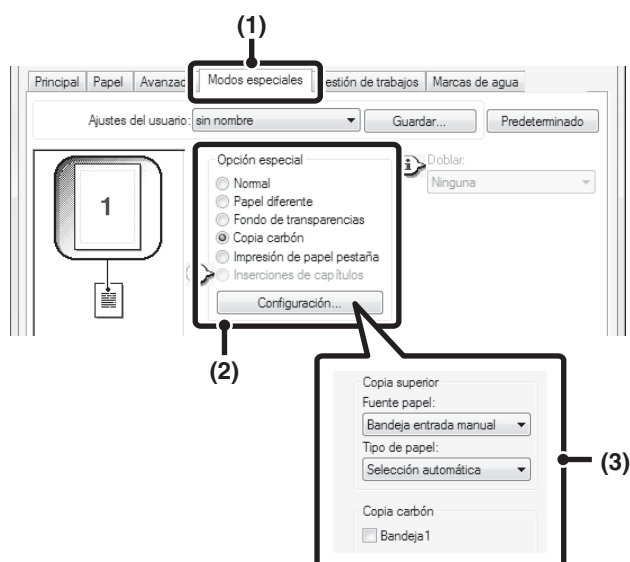 (1)
Principal Papel Avanzad Modos especiales estión de trabajos Marcas de agua
Ajustes del usuario: sin nombre Guardar... Predeterminado
1
Opción especial
Normal
Papel diferente
Fondo de transparencias
Copia carbón
Impresión de papel pestaña
Inserciones de capítulos
Configuración...
Doblar:
Ninguna
(2)
Copia superior
Fuente papel:
Bandeja entrada manual
Tipo de papel:
Selección automática
Copia carbón
Bandeja1
(3)